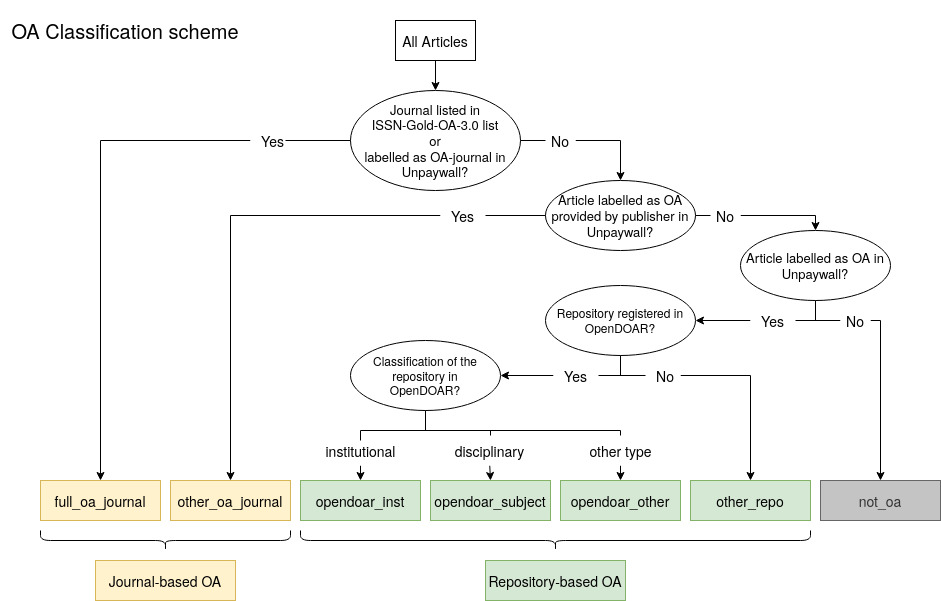 OA Classification scheme
All Articles
Journal listed in
ISSN-Gold-OA-3.0 list
or
labelled as OA-journal in
Unpaywall?
Yes
No
Article labelled as OA
provided by publisher in
Unpaywall?
Yes
No
Article labelled as OA in
Unpaywall?
Yes
No
Repository registered in
OpenDOAR?
Yes
No
Classification of the
repository in
OpenDOAR?
institutional
disciplinary
other type
full_oa_journal
other_oa_journal
opendoar_inst
opendoar_subject
opendoar_other
other_repo
not_oa
Journal-based OA
Repository-based OA